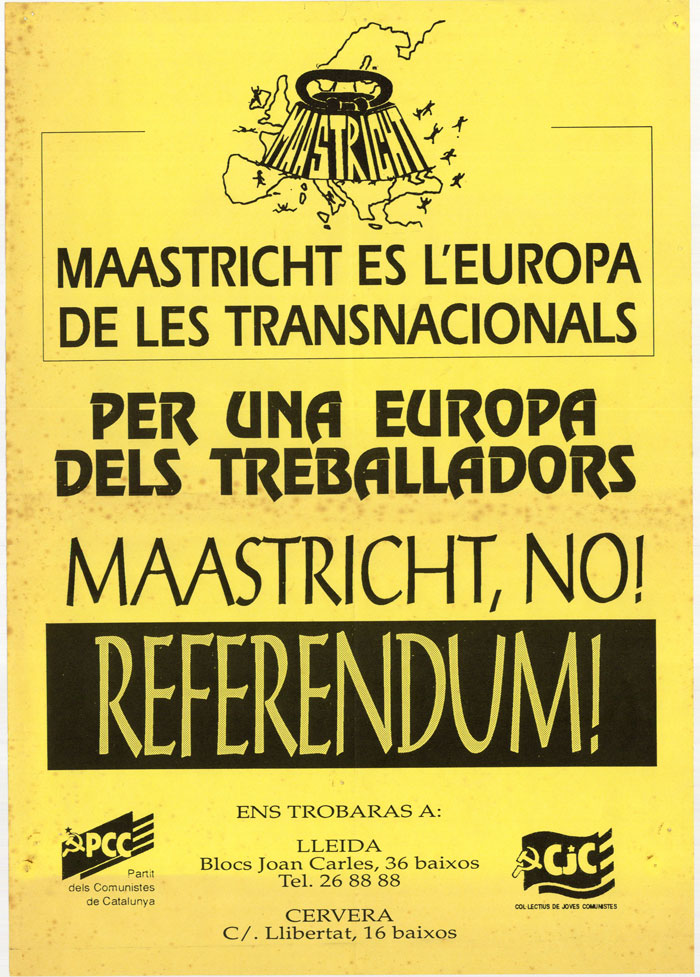 MAASTRICHT
MAASTRICHT ES L'EUROPA
DE LES TRANSNACIONALS
PER UNA EUROPA
DELS TREBALLADORS
MAASTRICHT, NO!
REFERENDUM!
ENS TROBARAS A:
LLEIDA
Blocs Joan Carles, 36 baixos
Tel. 26 88 88
CERVERA
C/. Llibertat, 16 baixos
PCC
Partit
dels Comunistes
de Catalunya
CJC
COL·LECTIUS DE JOVES COMUNISTES